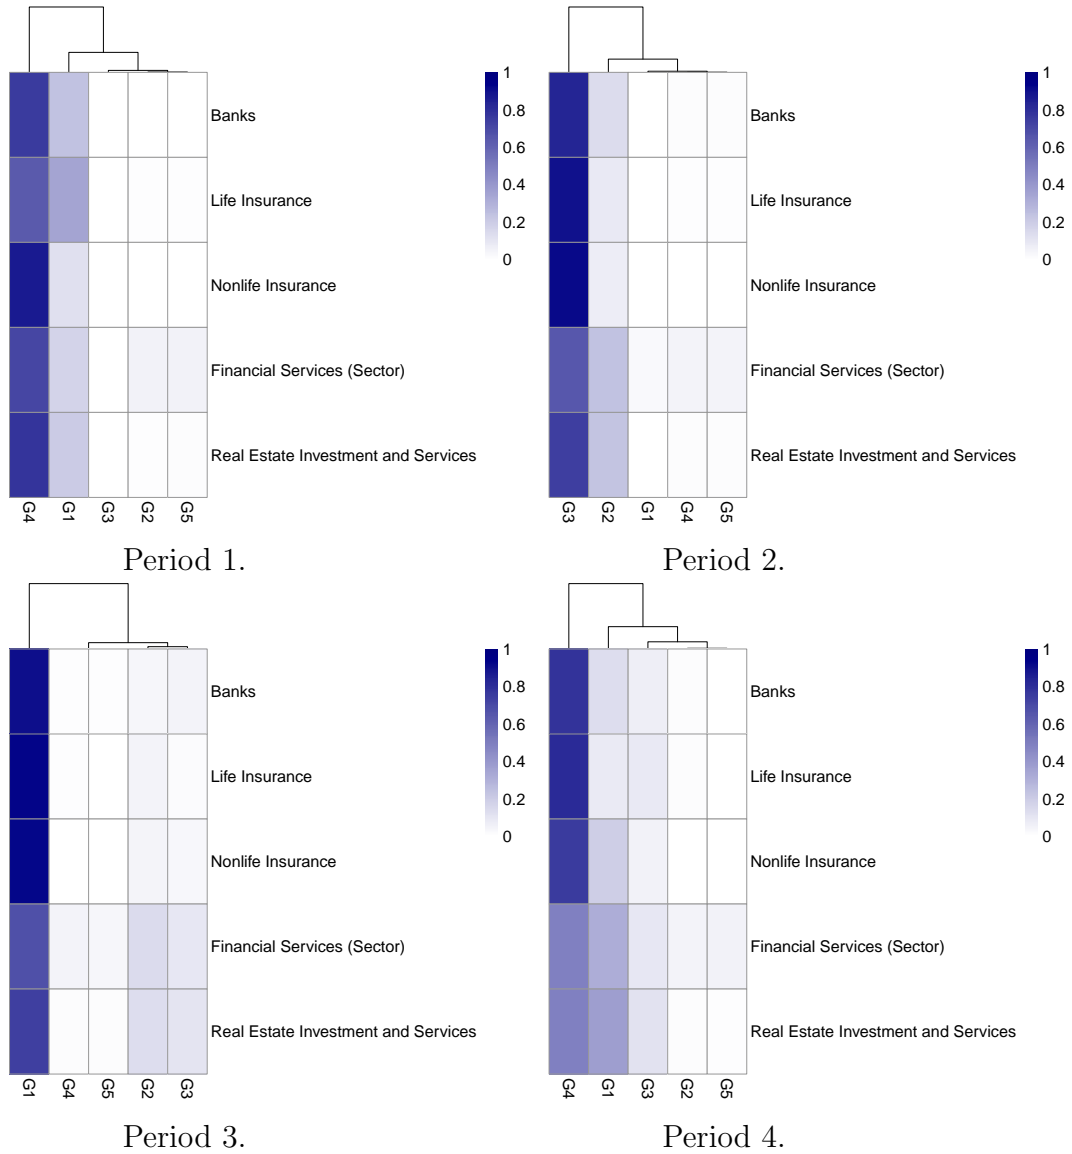 1
0.8
0.6
0.4
0.2
0
Banks
Life Insurance
Nonlife Insurance
Financial Services (Sector)
Real Estate Investment and Services
G4 G1 G3 G2 G5
Period 1.
1
0.8
0.6
0.4
0.2
0
Banks
Life Insurance
Nonlife Insurance
Financial Services (Sector)
Real Estate Investment and Services
G3 G2 G1 G4 G5
Period 2.
1
0.8
0.6
0.4
0.2
0
Banks
Life Insurance
Nonlife Insurance
Financial Services (Sector)
Real Estate Investment and Services
G1 G4 G5 G2 G3
Period 3.
1
0.8
0.6
0.4
0.2
0
Banks
Life Insurance
Nonlife Insurance
Financial Services (Sector)
Real Estate Investment and Services
G4 G1 G3 G2 G5
Period 4.